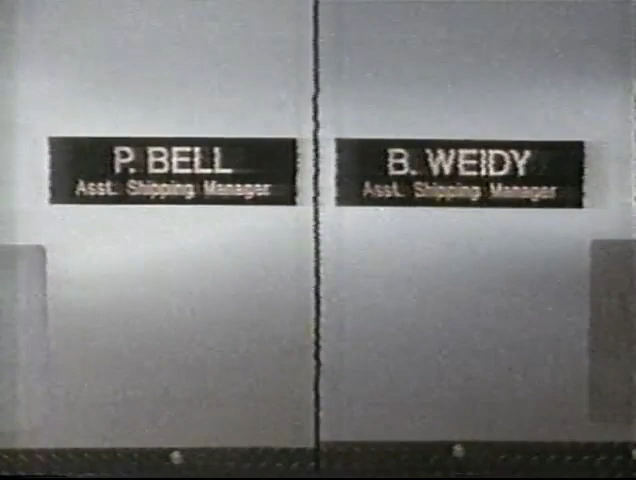 P. BELL
Asst. Shipping Manager
B. WEIDY
Asst. Shipping Manager